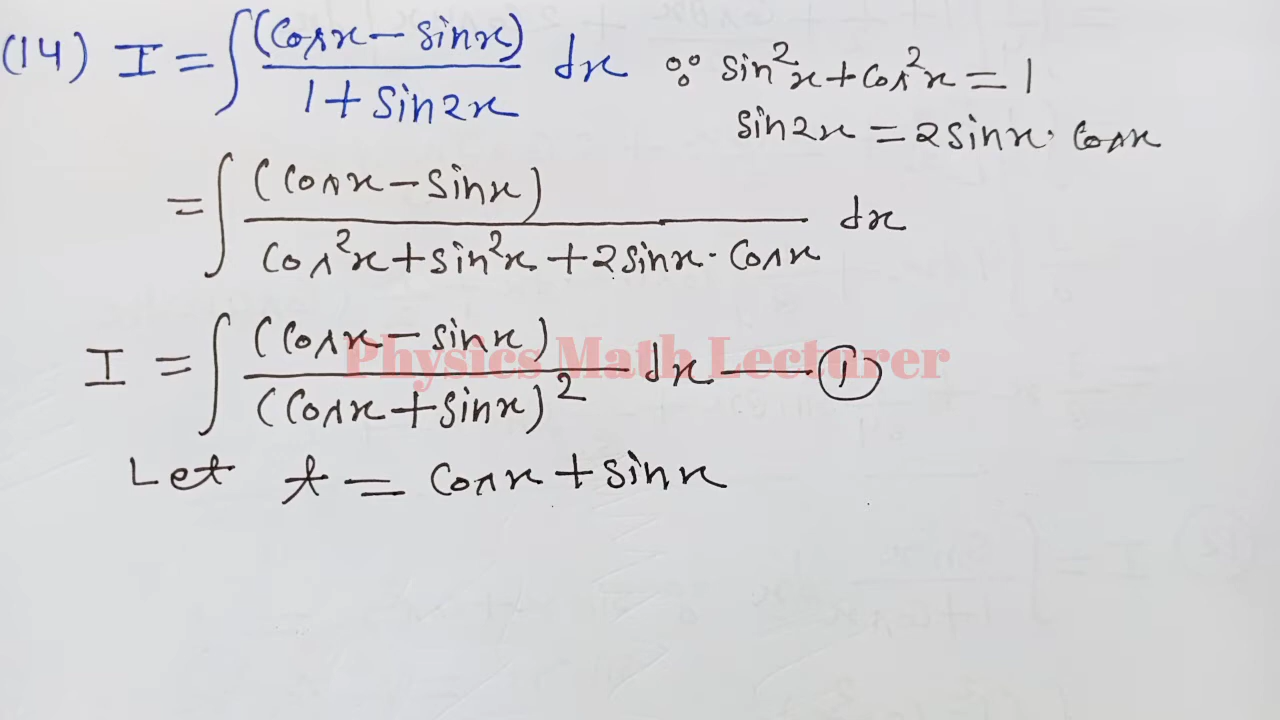 (14) I = ∫ (cosx − sinx) / 1 + sin2x dx ∵ sin²x + cos²x = 1
sin2x = 2sinx · cosx
= ∫ (cosx − sinx) / cos²x + sin²x + 2sinx · cosx dx
I = ∫ (cosx − sinx) / (cosx + sinx)² dx — ①
Physics Math Lecturer
Let t = cosx + sinx